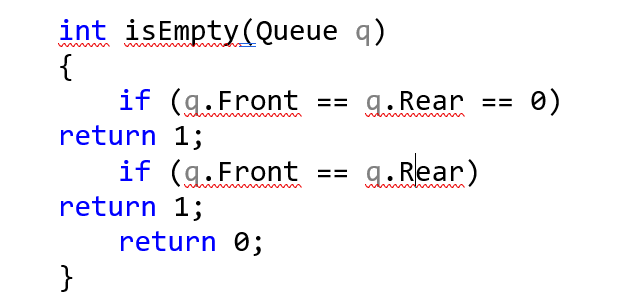 int isEmpty(Queue q)
{
if (q.Front == q.Rear == 0)
return 1;
if (q.Front == q.Rear)
return 1;
return 0;
}